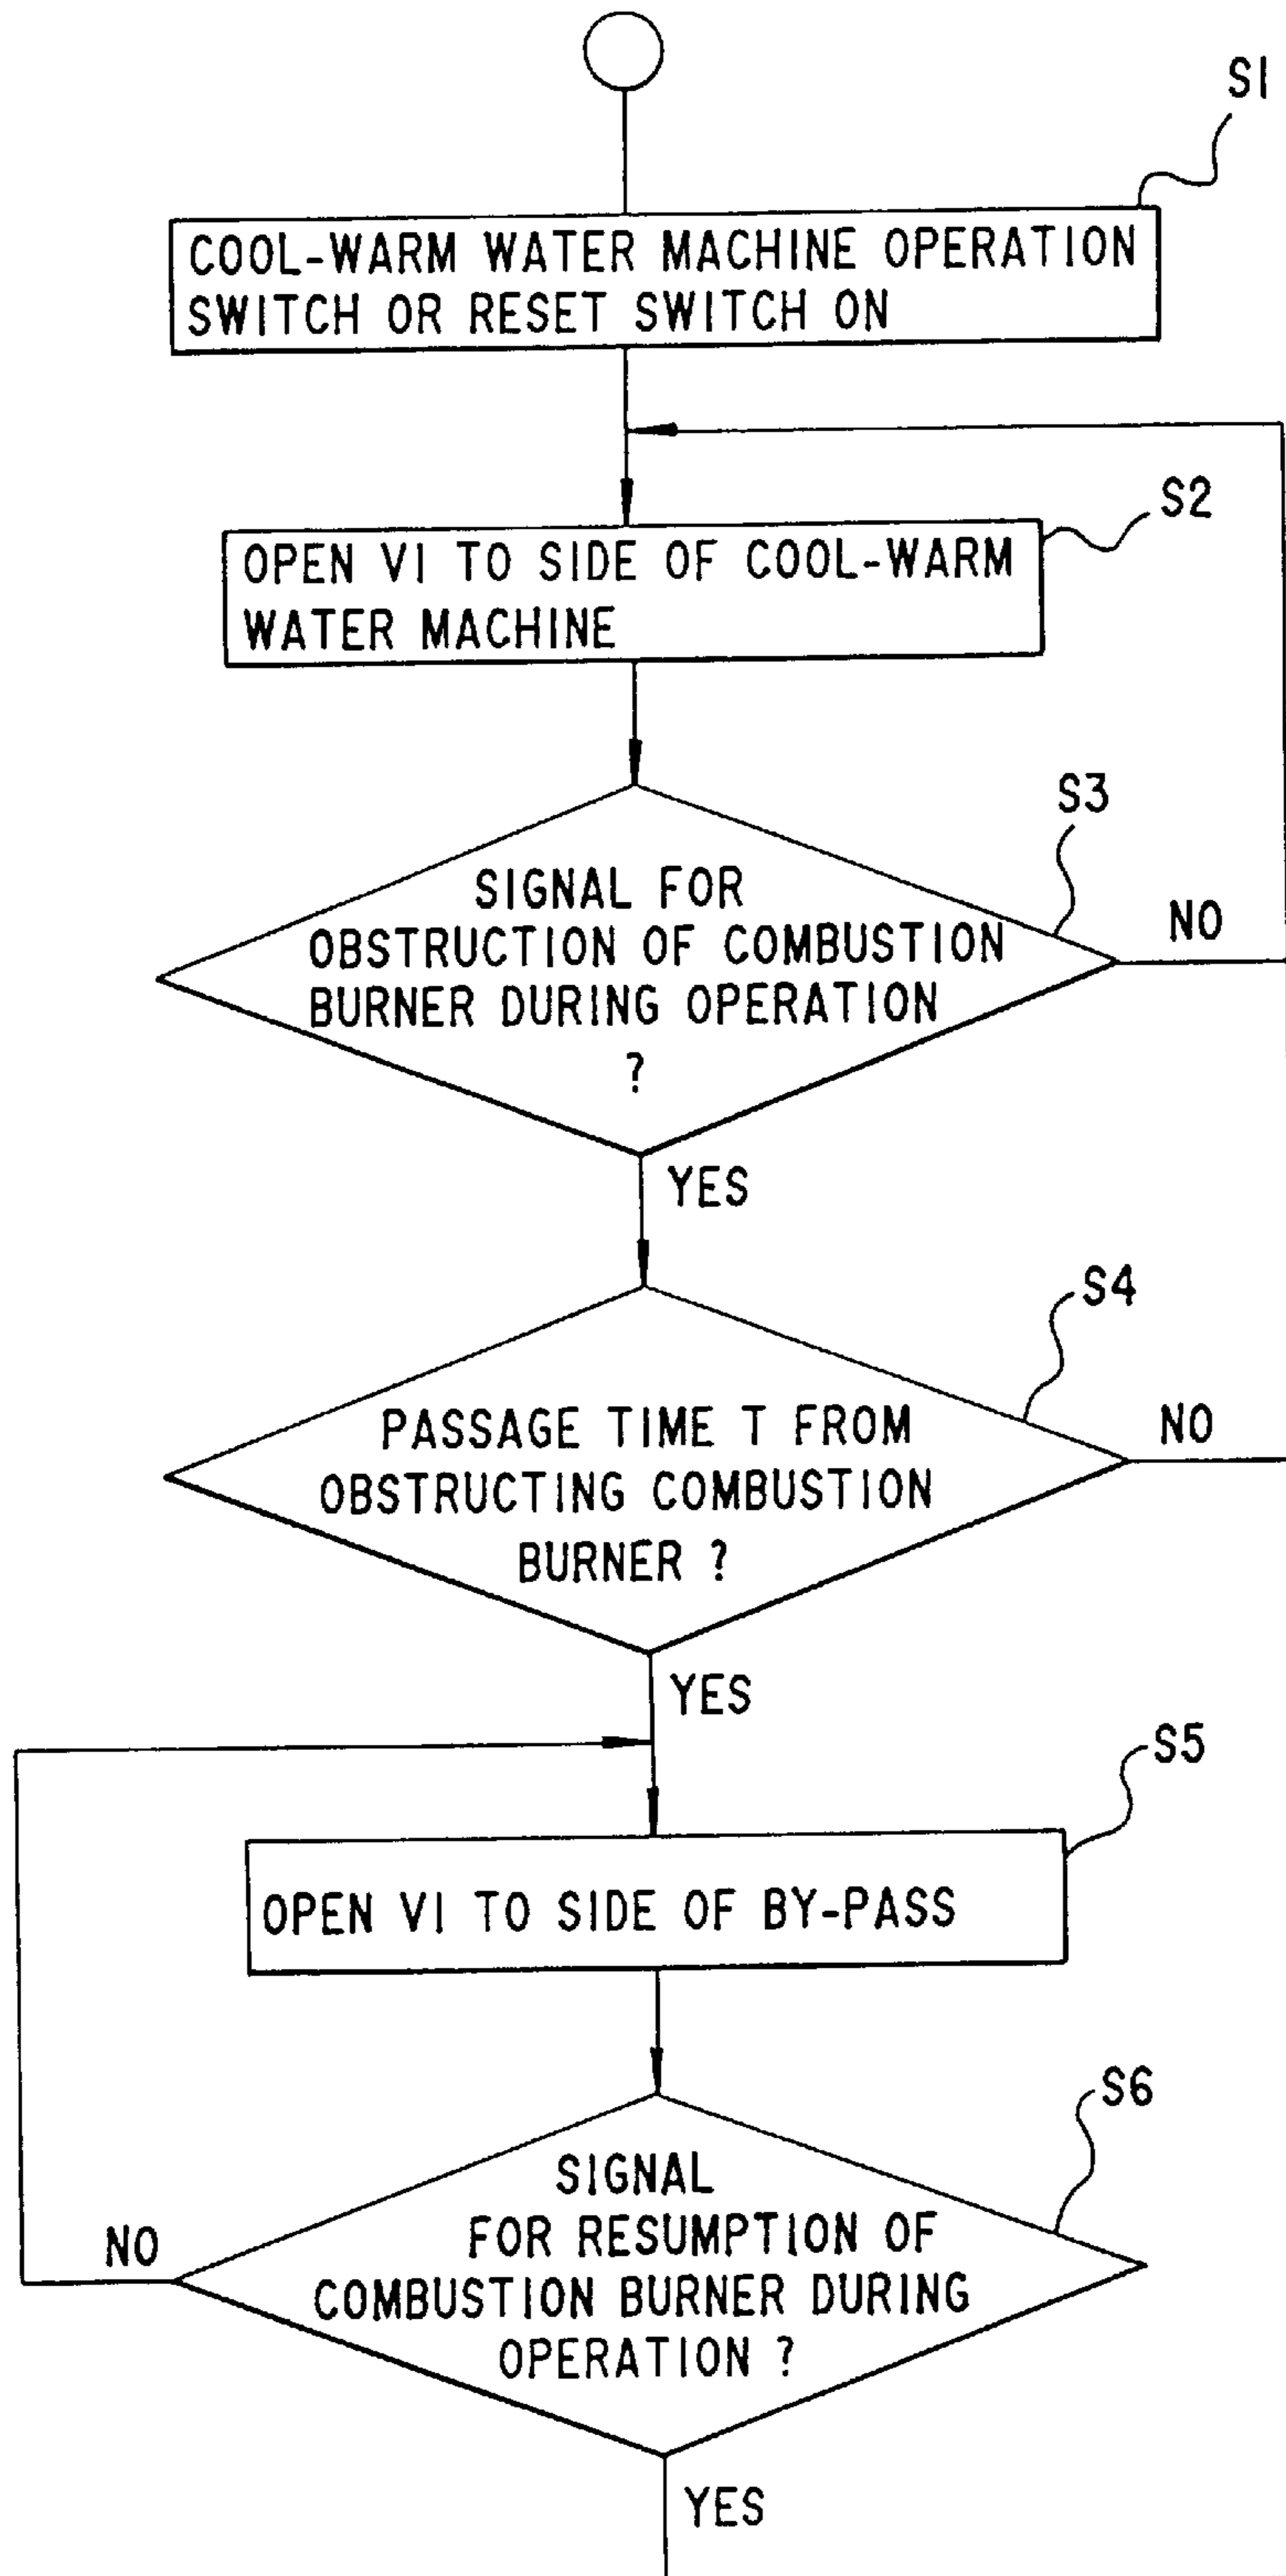 S1
COOL-WARM WATER MACHINE OPERATION
SWITCH OR RESET SWITCH ON
S2
OPEN V1 TO SIDE OF COOL-WARM
WATER MACHINE
S3
SIGNAL FOR
OBSTRUCTION OF COMBUSTION
BURNER DURING OPERATION
?
NO
YES
S4
PASSAGE TIME T FROM
OBSTRUCTING COMBUSTION
BURNER ?
NO
YES
S5
OPEN V1 TO SIDE OF BY-PASS
S6
SIGNAL
FOR RESUMPTION OF
COMBUSTION BURNER DURING
OPERATION ?
NO
YES